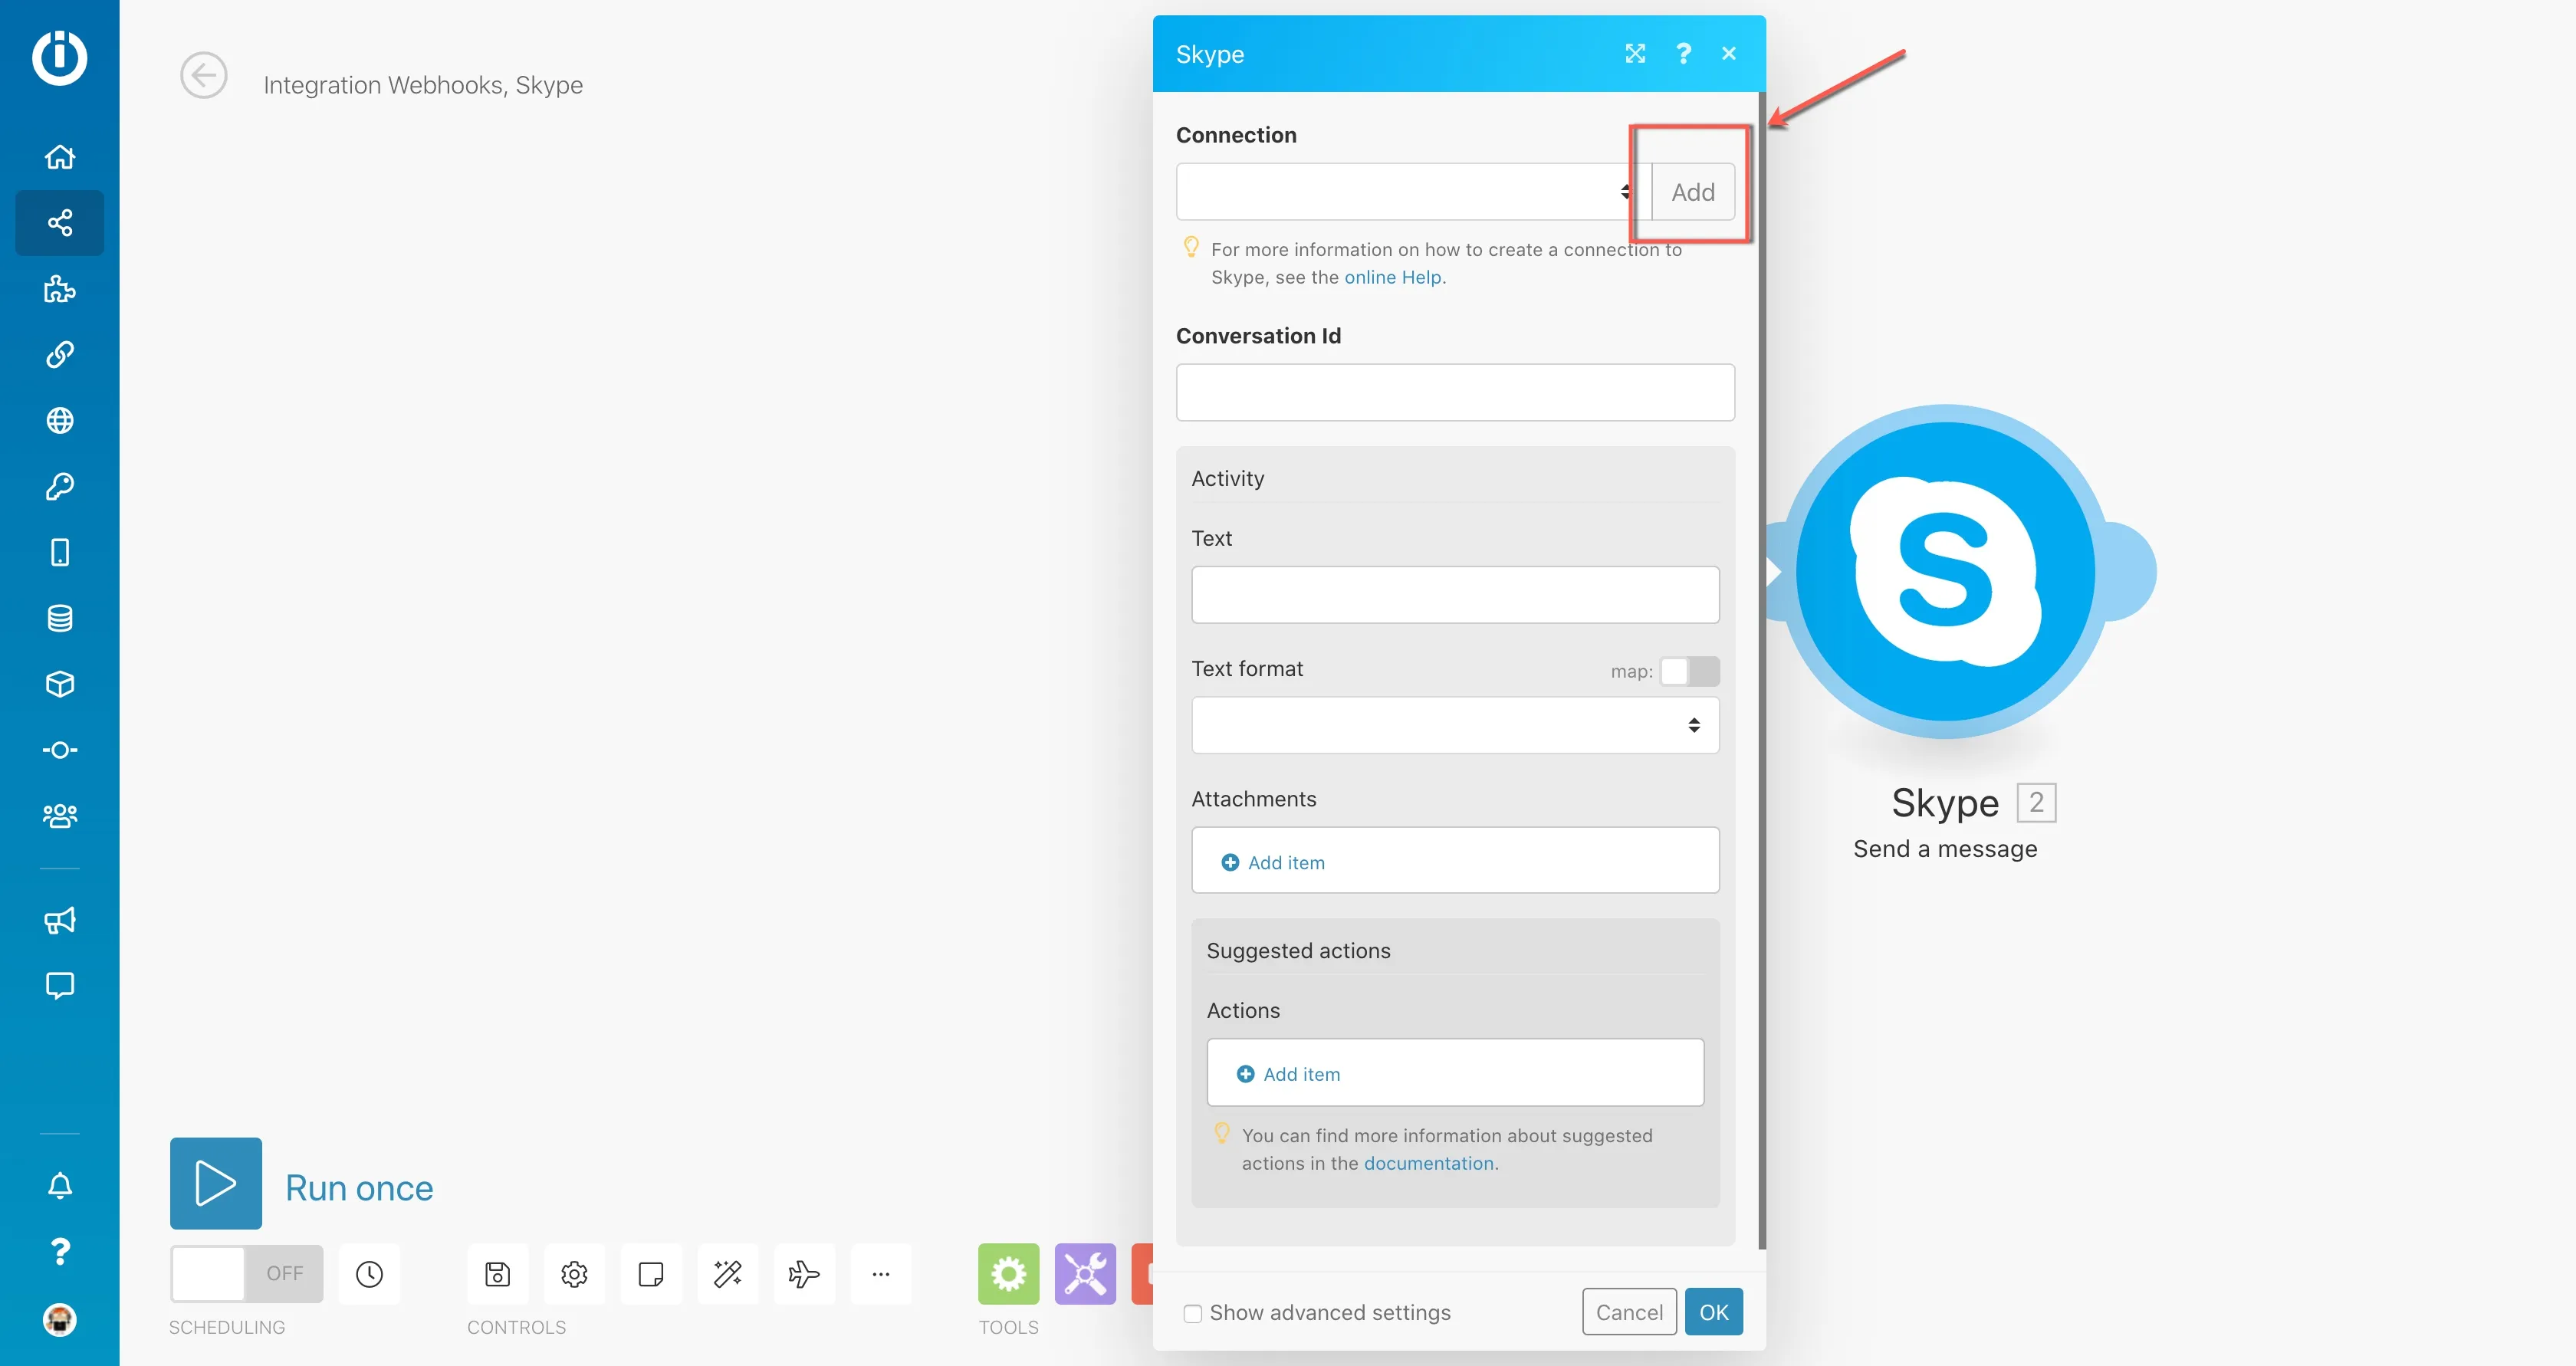 Integration Webhooks, Skype
Skype
Connection
Add
For more information on how to create a connection to
Skype, see the online Help.
Conversation Id
Activity
Text
Text format
map:
Attachments
Add item
Suggested actions
Actions
Add item
You can find more information about suggested
actions in the documentation.
Show advanced settings
Cancel
OK
S
Skype 2
Send a message
Run once
OFF
SCHEDULING
CONTROLS
TOOLS